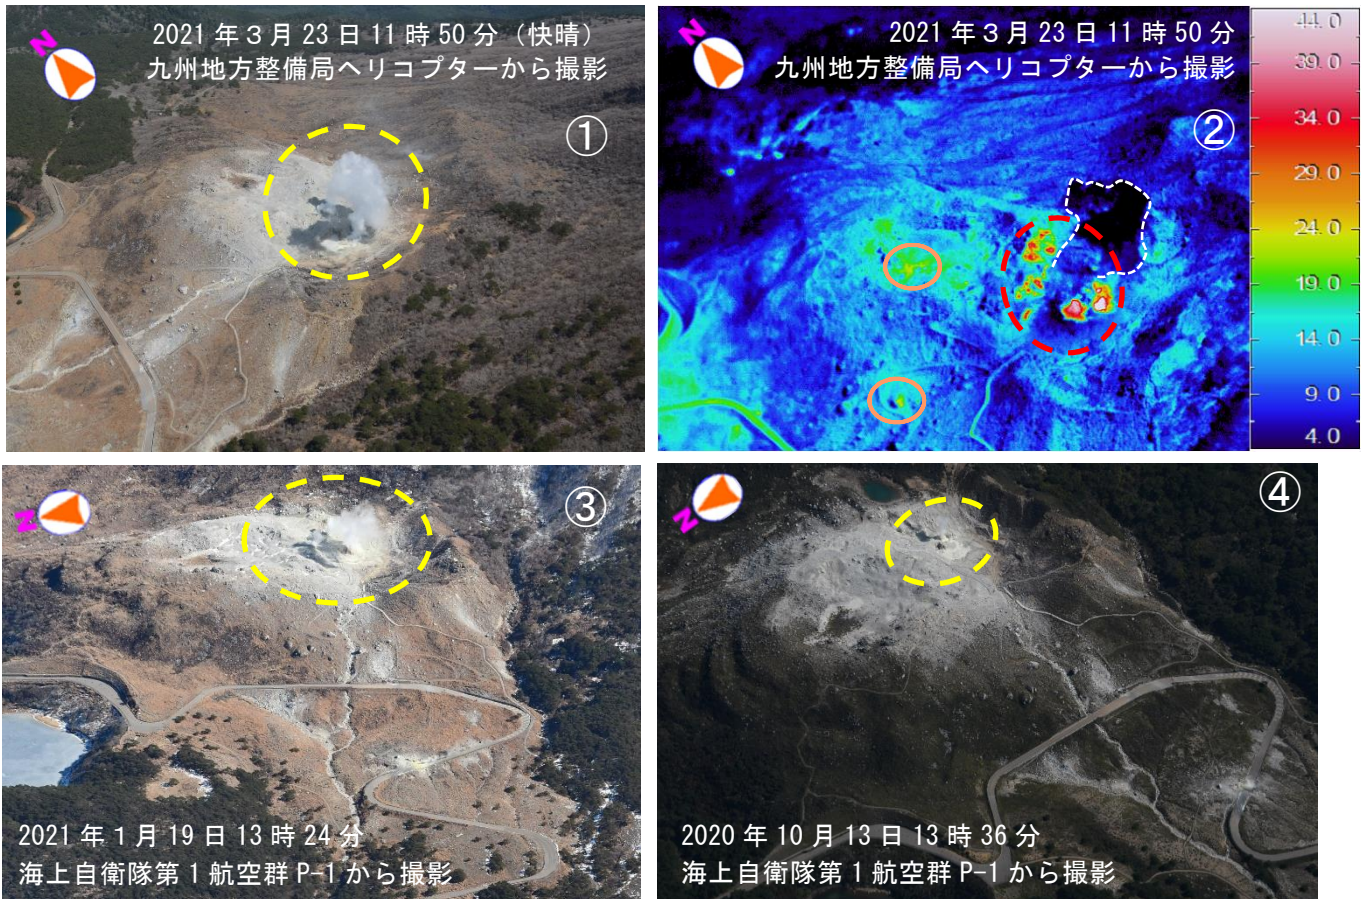 N
2021 年 3 月 23 日 11 時 50 分（快晴）
九州地方整備局ヘリコプターから撮影
①
N
2021 年 3 月 23 日 11 時 50 分
九州地方整備局ヘリコプターから撮影
②
44.0
39.0
34.0
29.0
24.0
19.0
14.0
9.0
4.0
N
③
2021 年 1 月 19 日 13 時 24 分
海上自衛隊第 1 航空群 P-1 から撮影
N
④
2020 年 10 月 13 日 13 時 36 分
海上自衛隊第 1 航空群 P-1 から撮影